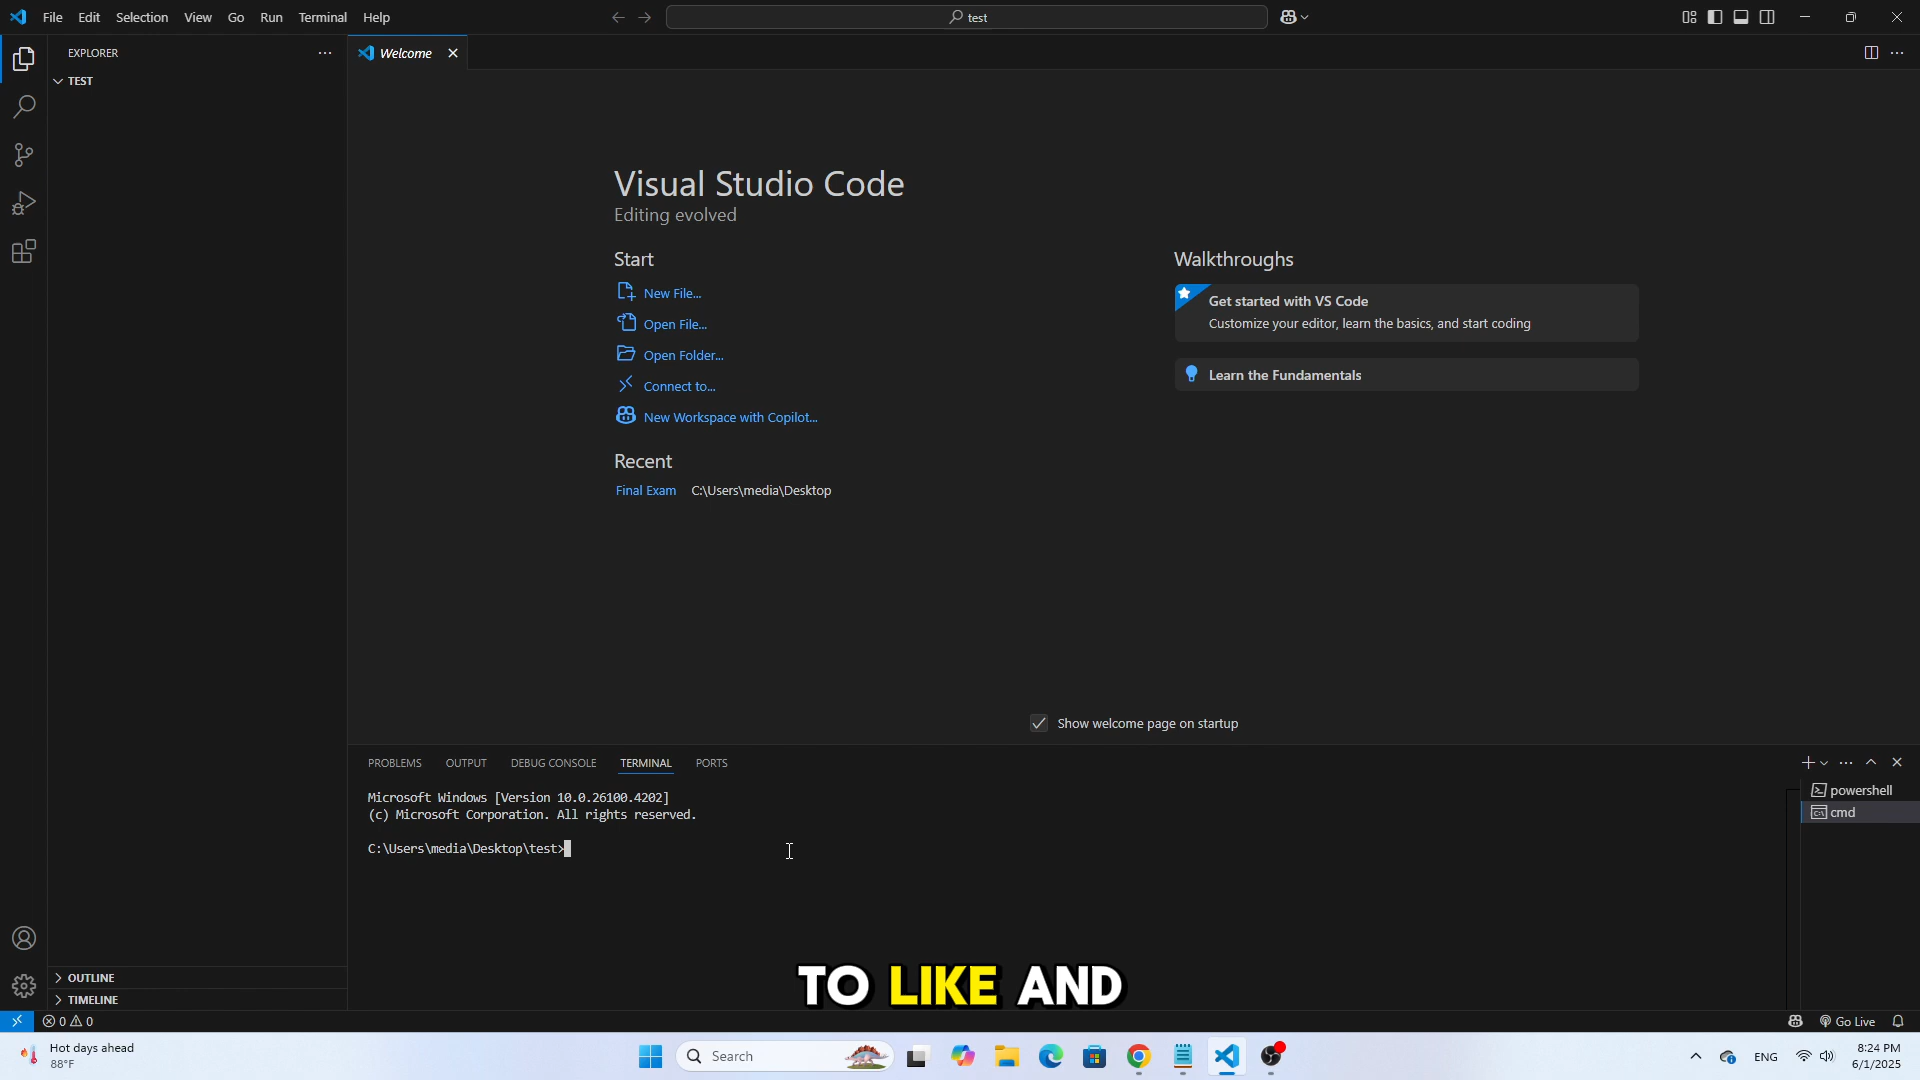 File Edit Selection View Go Run Terminal Help
test
EXPLORER
TEST
Welcome
Visual Studio Code
Editing evolved
Start
New File...
Open File...
Open Folder...
Connect to...
New Workspace with Copilot...
Recent
Final Exam C:\Users\media\Desktop
Walkthroughs
Get started with VS Code
Customize your editor, learn the basics, and start coding
Learn the Fundamentals
Show welcome page on startup
PROBLEMS OUTPUT DEBUG CONSOLE TERMINAL PORTS
Microsoft Windows [Version 10.0.26100.4202]
(c) Microsoft Corporation. All rights reserved.
C:\Users\media\Desktop\test>
powershell
cmd
OUTLINE
TIMELINE
TO LIKE AND
0 0
Go Live
Hot days ahead
88°F
Search
ENG
8:24 PM
6/1/2025